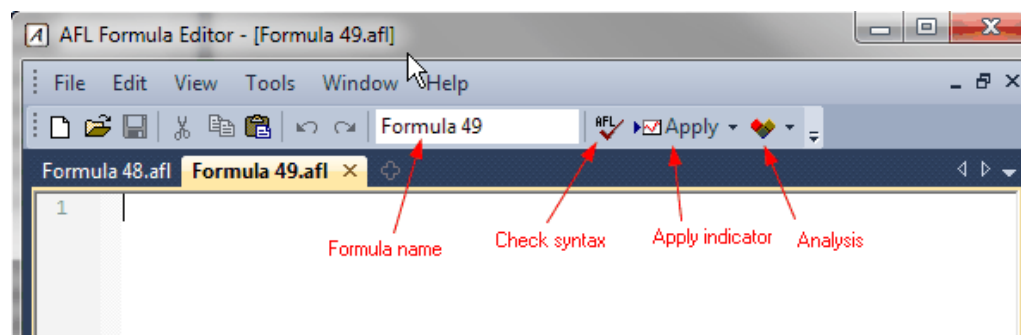 AFL Formula Editor - [Formula 49.afl]
File Edit View Tools Window Help
Formula 49 AFL Apply
Formula 48.afl Formula 49.afl
1
Formula name Check syntax Apply indicator Analysis